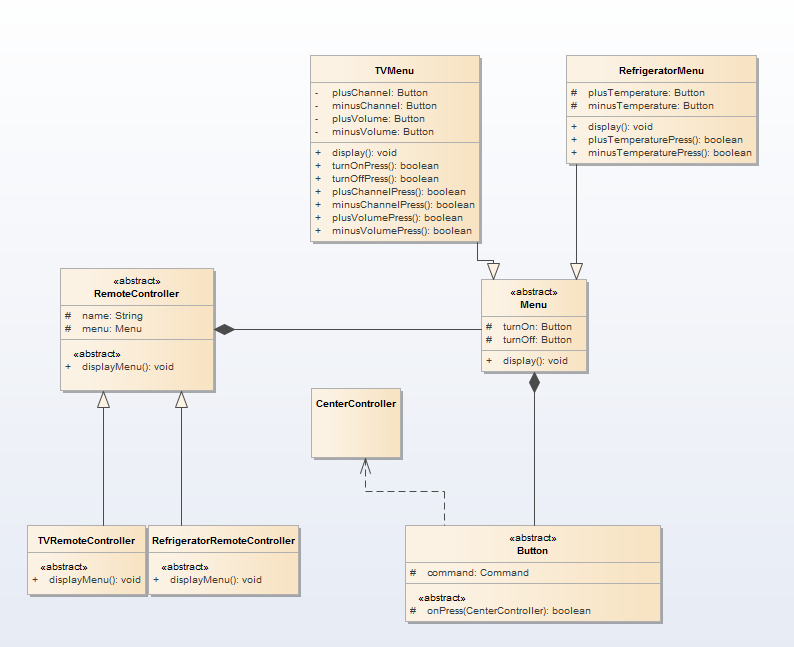 TVMenu
- plusChannel: Button
- minusChannel: Button
- plusVolume: Button
- minusVolume: Button
+ display(): void
+ turnOnPress(): boolean
+ turnOffPress(): boolean
+ plusChannelPress(): boolean
+ minusChannelPress(): boolean
+ plusVolumePress(): boolean
+ minusVolumePress(): boolean
RefrigeratorMenu
# plusTemperature: Button
# minusTemperature: Button
+ display(): void
+ plusTemperaturePress(): boolean
+ minusTemperaturePress(): boolean
«abstract»
RemoteController
# name: String
# menu: Menu
«abstract»
+ displayMenu(): void
«abstract»
Menu
# turnOn: Button
# turnOff: Button
+ display(): void
CenterController
TVRemoteController
«abstract»
+ displayMenu(): void
RefrigeratorRemoteController
«abstract»
+ displayMenu(): void
«abstract»
Button
# command: Command
«abstract»
# onPress(CenterController): boolean